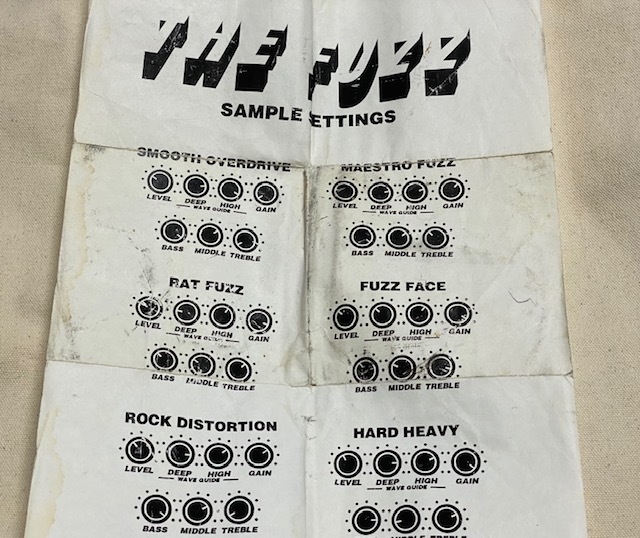 THE FUZZ
SAMPLE ETTINGS
SMOOTH OVERDRIVE
LEVEL DEEP HIGH GAIN
WAVE GUIDE
BASS MIDDLE TREBLE
MAESTRO FUZZ
LEVEL DEEP HIGH GAIN
WAVE GUIDE
BASS MIDDLE TREBLE
RAT FUZZ
LEVEL DEEP HIGH GAIN
WAVE GUIDE
BASS MIDDLE TREBLE
FUZZ FACE
LEVEL DEEP HIGH GAIN
WAVE GUIDE
BASS MIDDLE TREBLE
ROCK DISTORTION
LEVEL DEEP HIGH GAIN
WAVE GUIDE
BASS MIDDLE TREBLE
HARD HEAVY
LEVEL DEEP HIGH GAIN
WAVE GUIDE